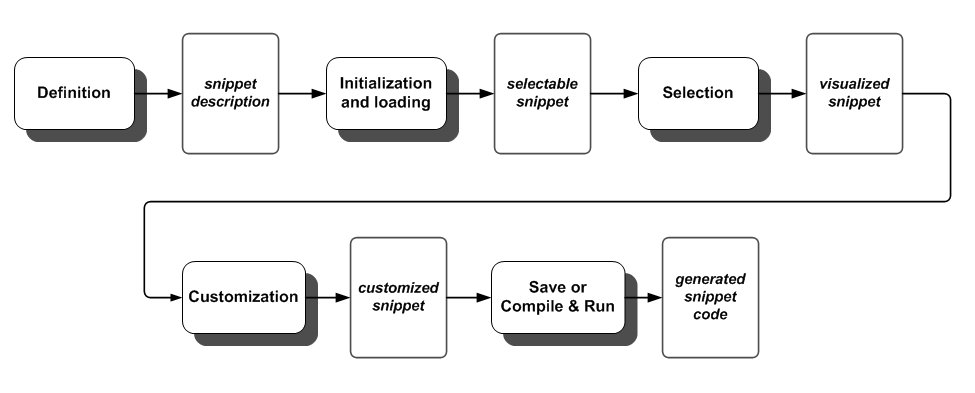 Definition
snippet
description
Initialization
and loading
selectable
snippet
Selection
visualized
snippet
Customization
customized
snippet
Save or
Compile & Run
generated
snippet
code